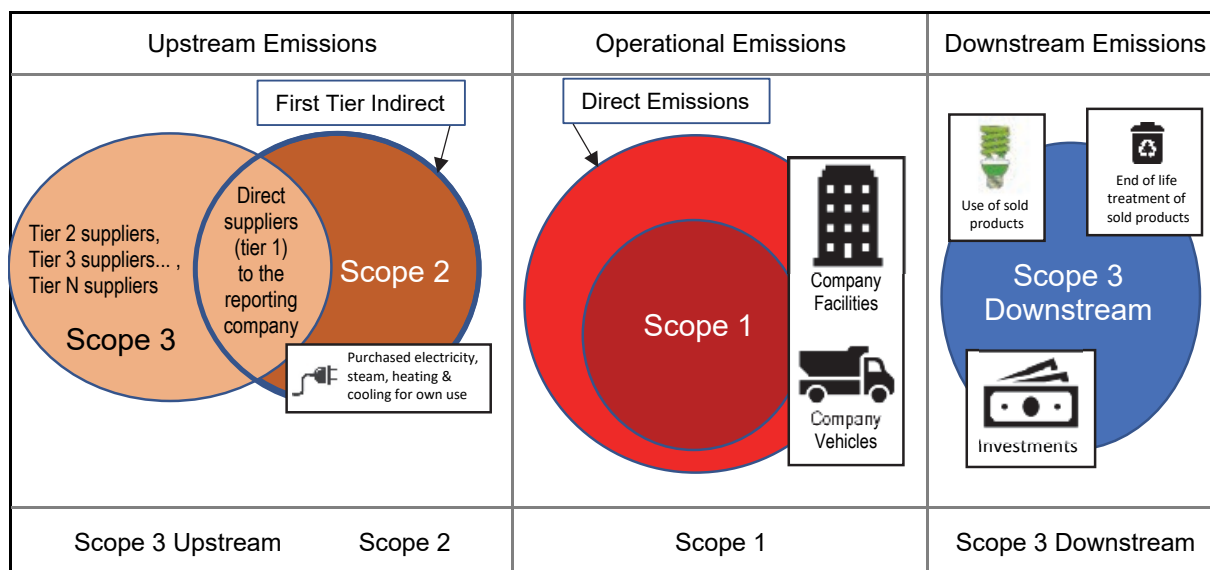 Upstream Emissions
Operational Emissions
Downstream Emissions
First Tier Indirect
Direct Emissions
Tier 2 suppliers,
Tier 3 suppliers... ,
Tier N suppliers
Scope 3
Direct
suppliers
(tier 1)
to the
reporting
company
Scope 2
Purchased electricity,
steam, heating &
cooling for own use
Scope 1
Company
Facilities
Company
Vehicles
Use of sold
products
End of life
treatment of
sold products
Scope 3
Downstream
Investments
Scope 3 Upstream
Scope 2
Scope 1
Scope 3 Downstream